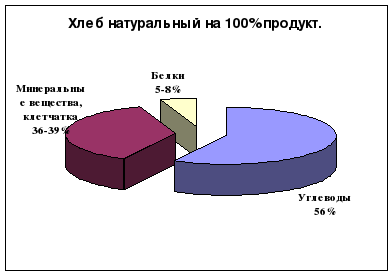 Хлеб натуральный на 100%продукт.
Белки
5-8%
Минеральны
е вещества,
клетчатка
36-39%
Углеводы
56%